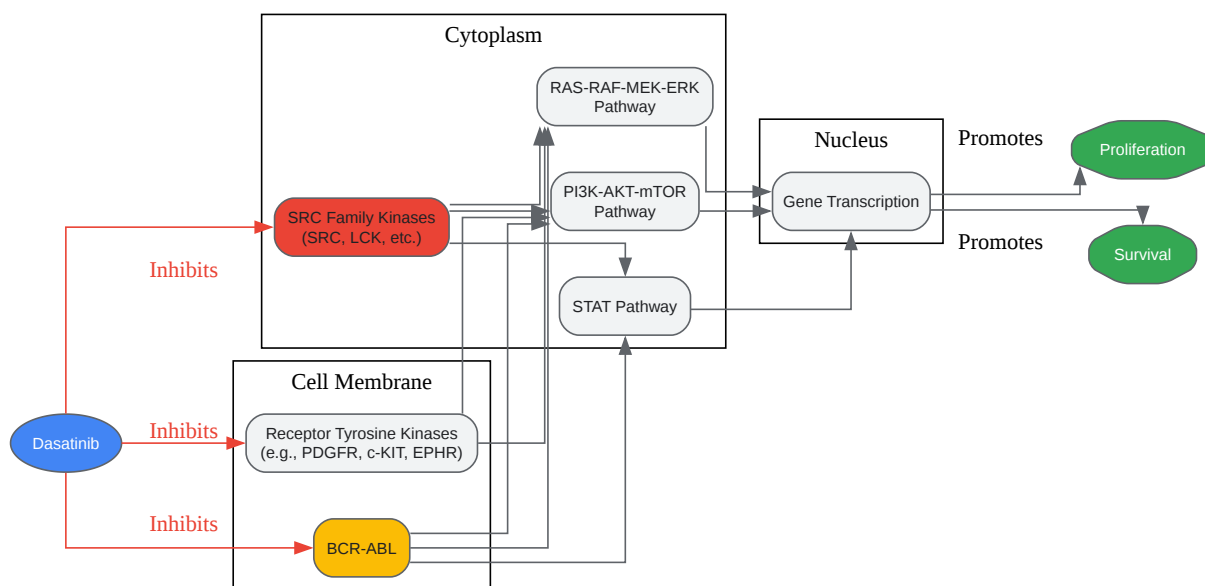 Cytoplasm
RAS-RAF-MEK-ERK
Pathway
Nucleus
Promotes
Proliferation
PI3K-AKT-mTOR
Pathway
Gene Transcription
SRC Family Kinases
(SRC, LCK, etc.)
Promotes
Survival
Inhibits
STAT Pathway
Cell Membrane
Dasatinib
Inhibits
Receptor Tyrosine Kinases
(e.g., PDGFR, c-KIT, EPHR)
Inhibits
BCR-ABL